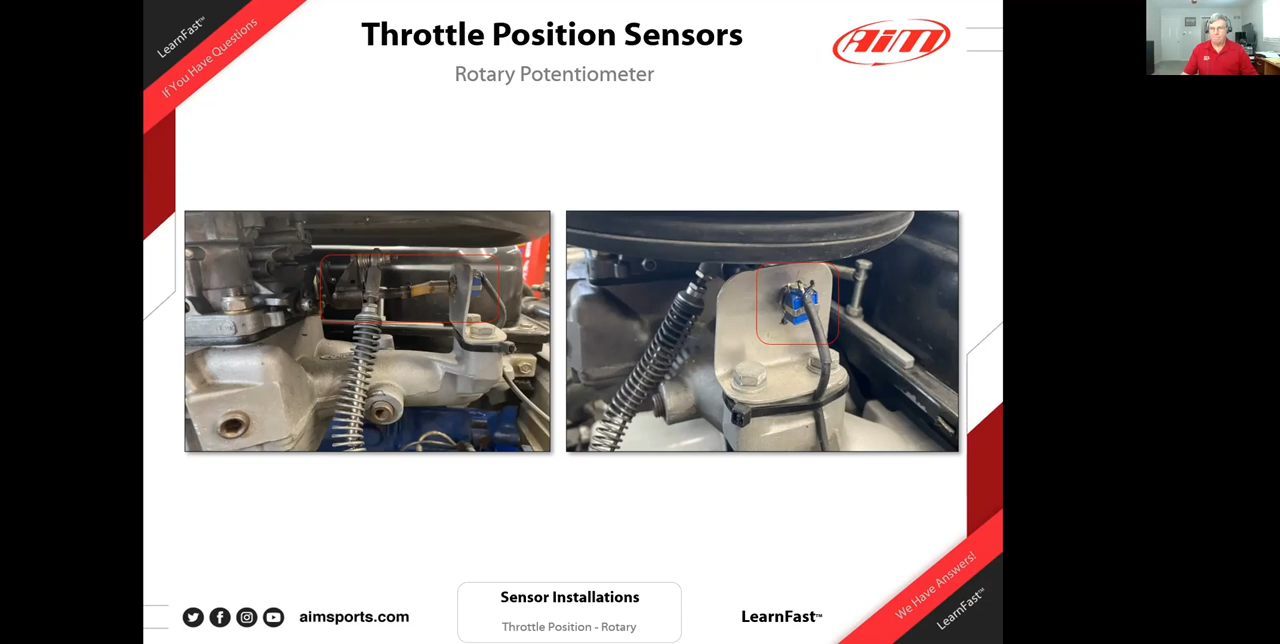 LearnFast™
If You Have Questions
Throttle Position Sensors
Rotary Potentiometer
AiM
aimsports.com
Sensor Installations
Throttle Position - Rotary
LearnFast™
We Have Answers!
LearnFast™